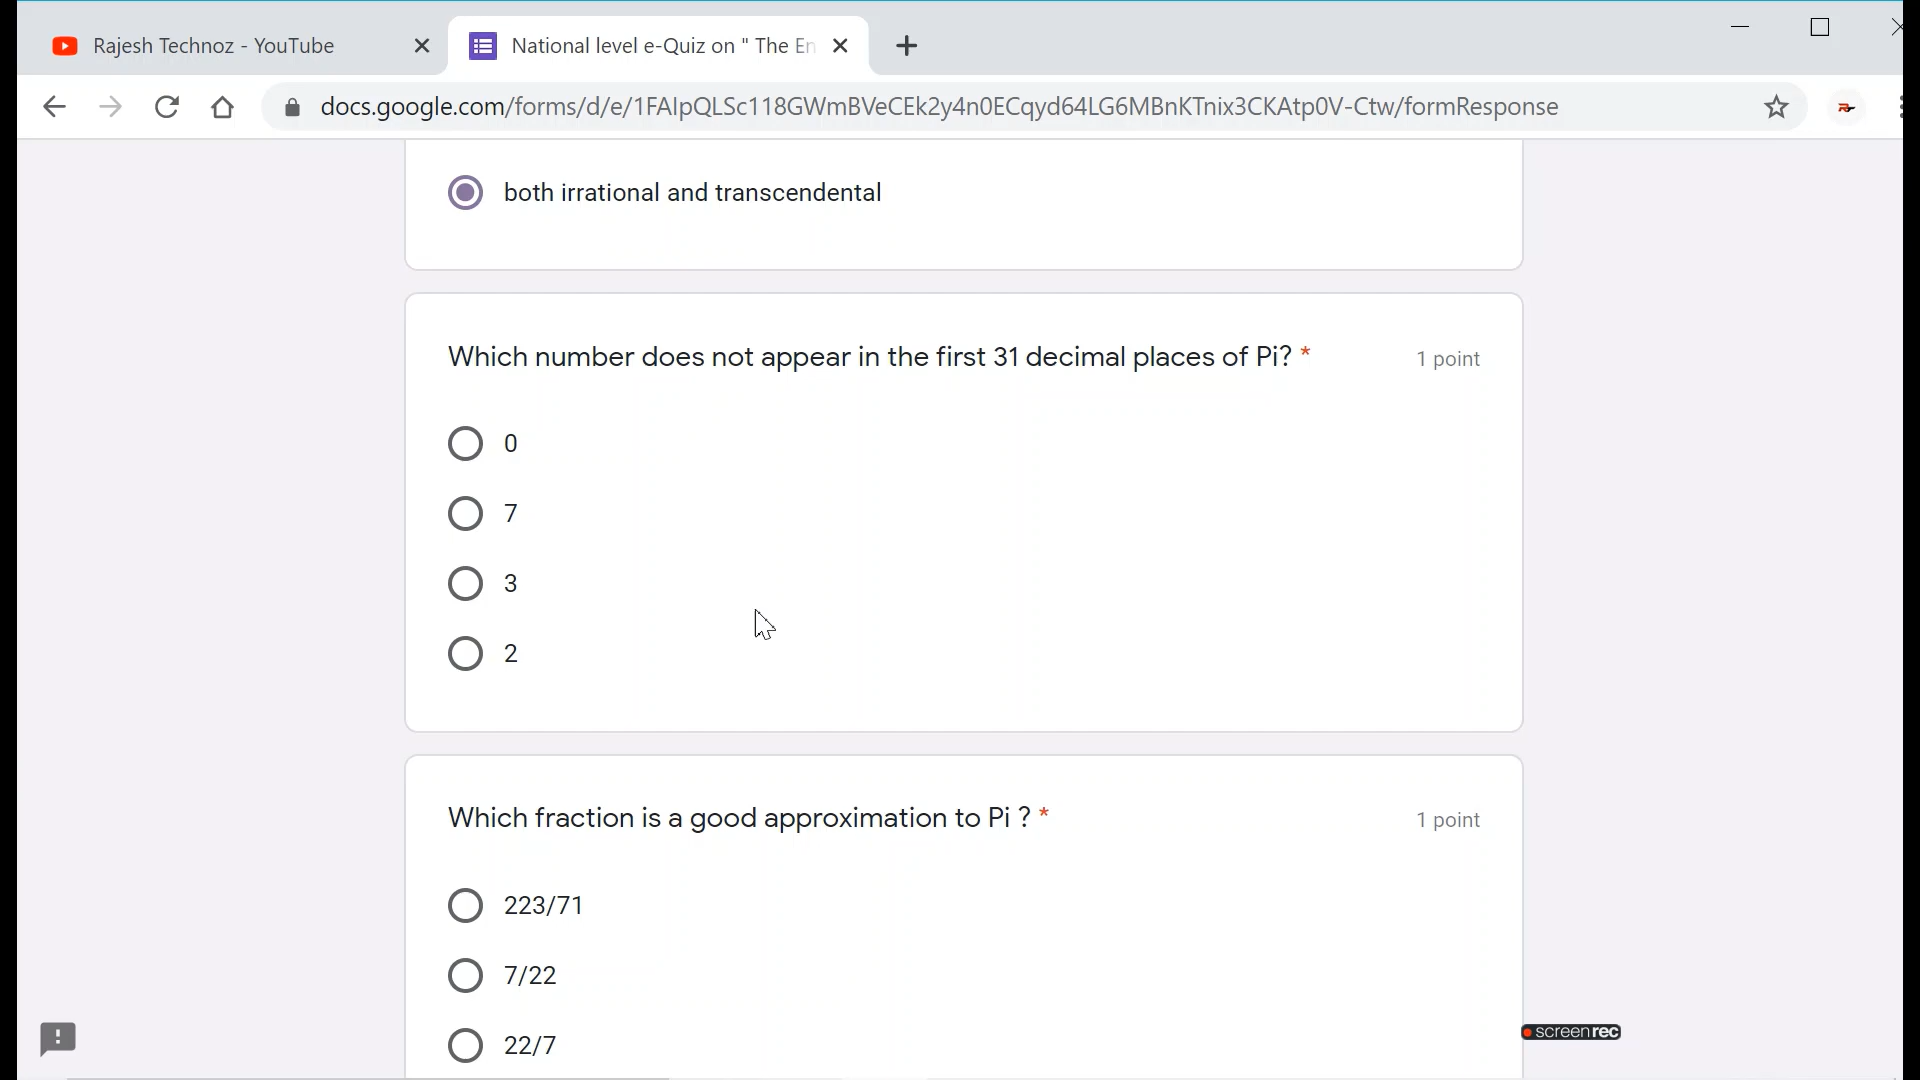 Rajesh Technoz - YouTube
National level e-Quiz on " The En
docs.google.com/forms/d/e/1FAIpQLSc118GWmBVeCEk2y4n0ECqyd64LG6MBnKTnix3CKAtp0V-Ctw/formResponse
both irrational and transcendental
Which number does not appear in the first 31 decimal places of Pi? *
1 point
0
7
3
2
Which fraction is a good approximation to Pi ? *
1 point
223/71
7/22
22/7
screenrec